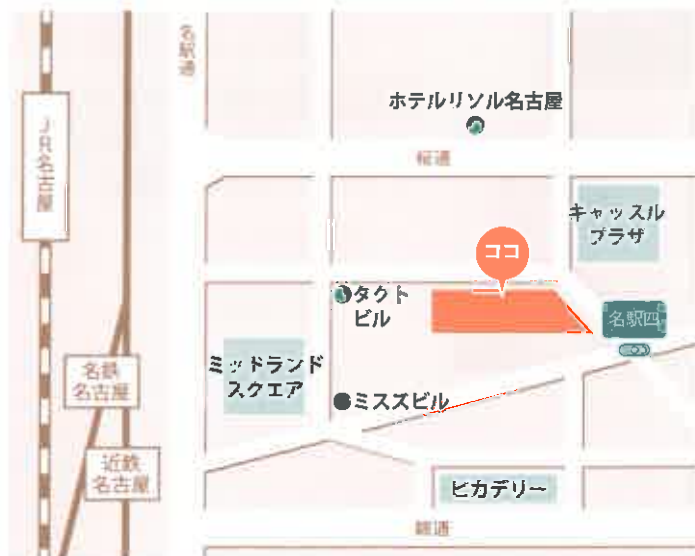 名駅通
ホテルリソル名古屋
JR名古屋
桜通
キャッスル
プラザ
ココ
タクト
ビル
名駅四
ミッドランド
スクエア
名鉄
名古屋
ミスズビル
近鉄
名古屋
ピカデリー
錦通